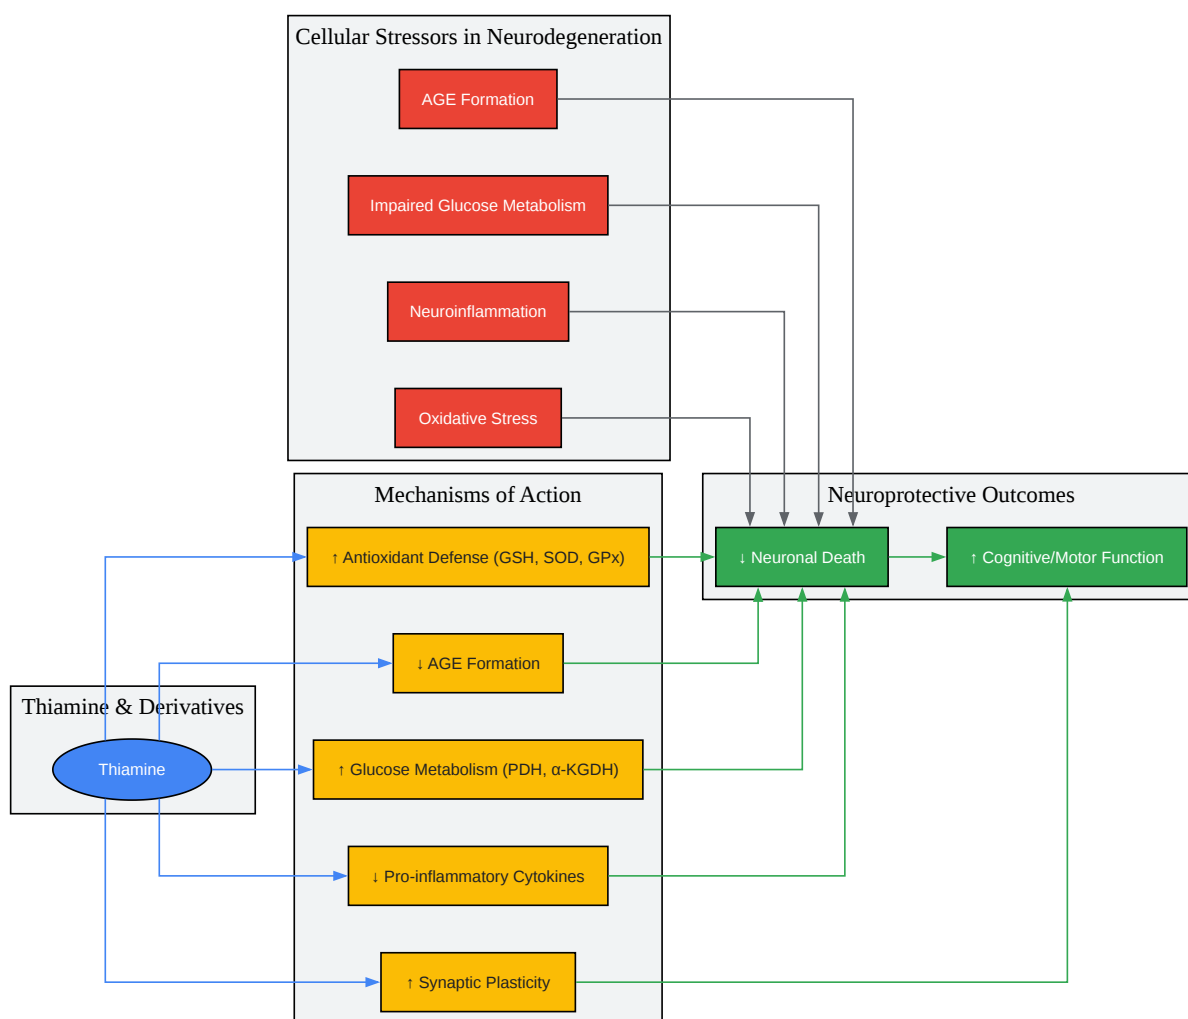 Cellular Stressors in Neurodegeneration
AGE Formation
Impaired Glucose Metabolism
Neuroinflammation
Oxidative Stress
Mechanisms of Action
↑ Antioxidant Defense (GSH, SOD, GPx)
↓ AGE Formation
↑ Glucose Metabolism (PDH, α-KGDH)
↓ Pro-inflammatory Cytokines
↑ Synaptic Plasticity
Neuroprotective Outcomes
↓ Neuronal Death
↑ Cognitive/Motor Function
Thiamine & Derivatives
Thiamine